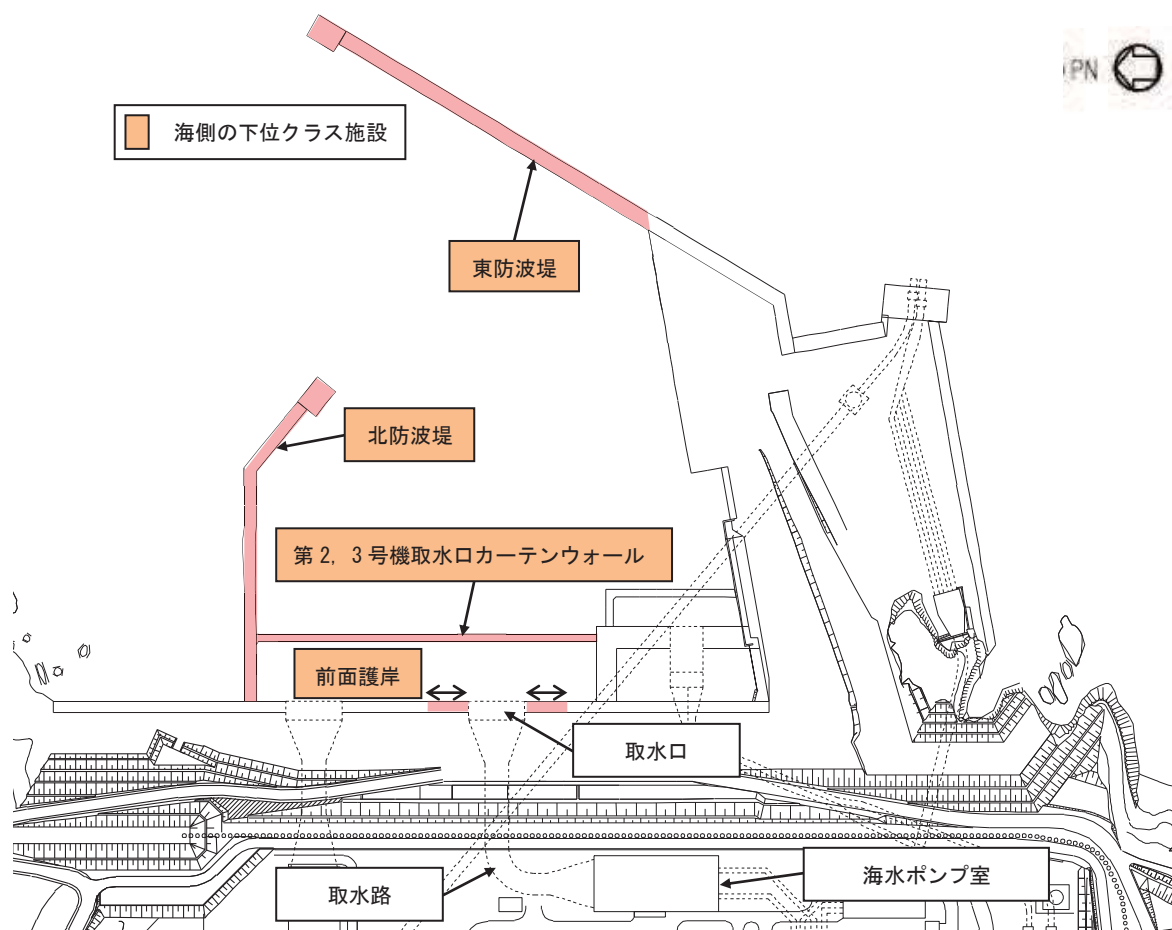 PN
海側の下位クラス施設
東防波堤
北防波堤
第2，3号機取水口カーテンウォール
前面護岸
取水口
海水ポンプ室
取水路